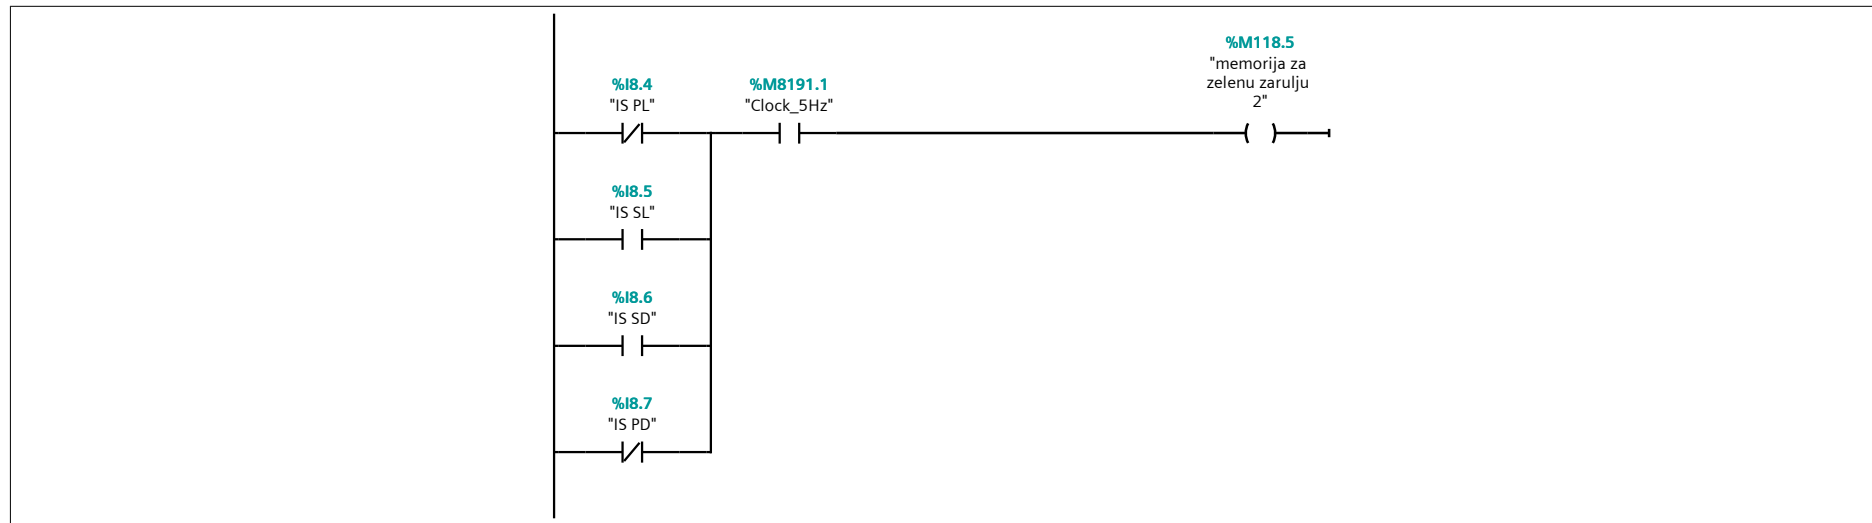 %M118.5
"memorija za
zelenu zarulju
2"
%I8.4
"IS PL"
%M8191.1
"Clock_5Hz"
%I8.5
"IS SL"
%I8.6
"IS SD"
%I8.7
"IS PD"